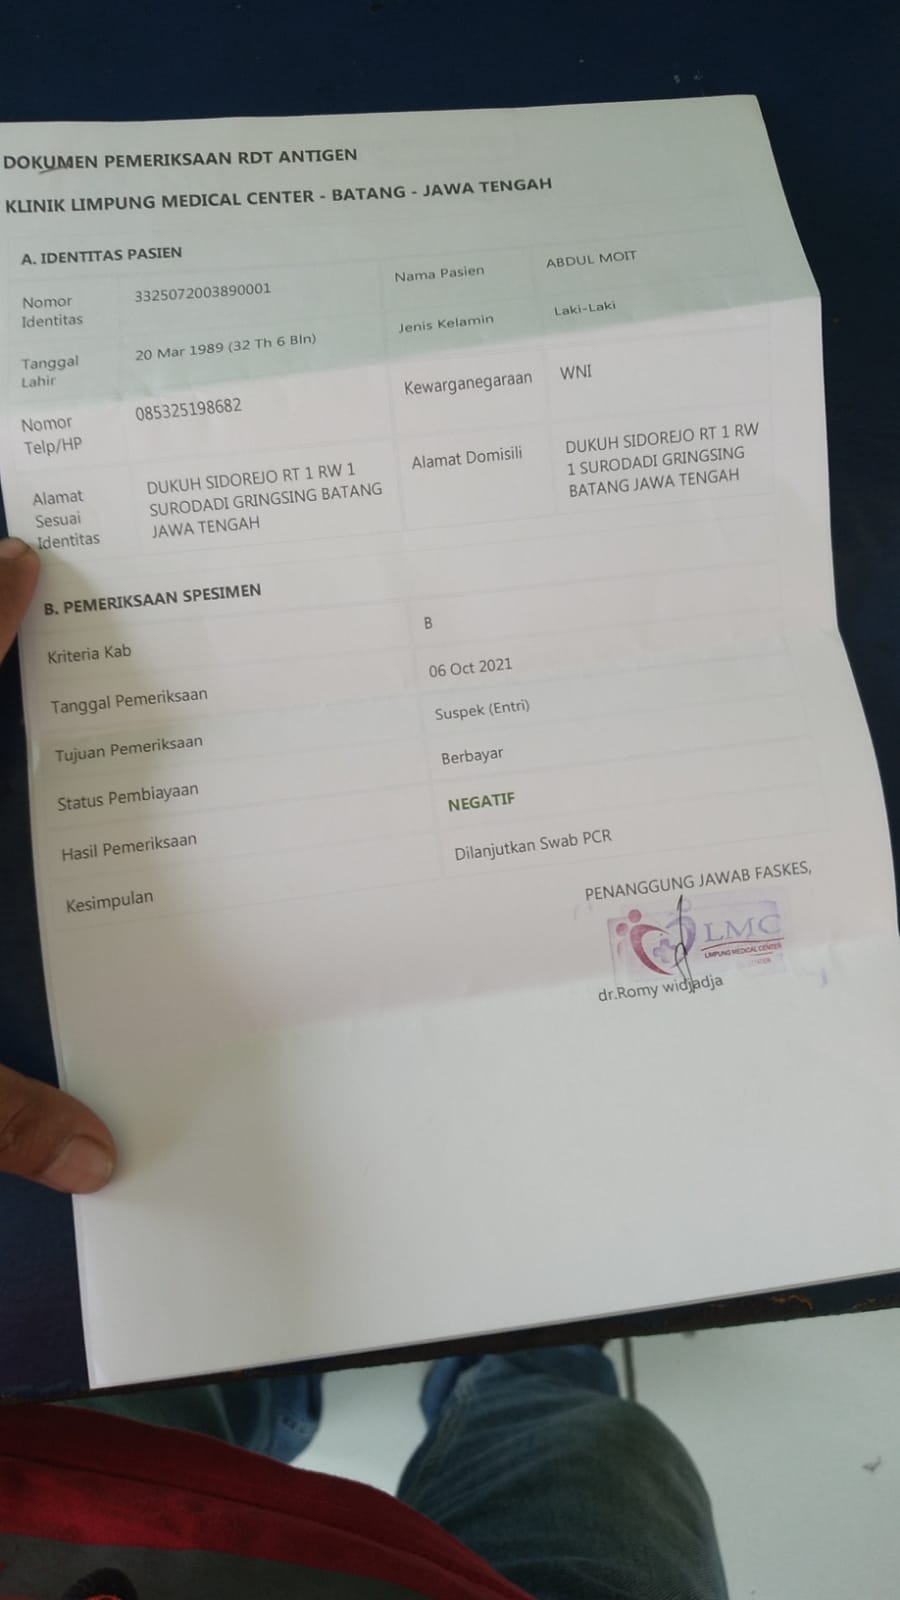 DOKUMEN PEMERIKSAAN RDT ANTIGEN
KLINIK LIMPUNG MEDICAL CENTER - BATANG - JAWA TENGAH
A. IDENTITAS PASIEN
Nomor Identitas
3325072003890001
Nama Pasien
ABDUL MOIT
Tanggal Lahir
20 Mar 1989 (32 Th 6 Bln)
Jenis Kelamin
Laki-Laki
Nomor Telp/HP
085325198682
Kewarganegaraan
WNI
Alamat Sesuai Identitas
DUKUH SIDOREJO RT 1 RW 1
SURODADI GRINGSING BATANG
JAWA TENGAH
Alamat Domisili
DUKUH SIDOREJO RT 1 RW
1 SURODADI GRINGSING
BATANG JAWA TENGAH
B. PEMERIKSAAN SPESIMEN
Kriteria Kab
B
Tanggal Pemeriksaan
06 Oct 2021
Tujuan Pemeriksaan
Suspek (Entri)
Status Pembiayaan
Berbayar
Hasil Pemeriksaan
NEGATIF
Kesimpulan
Dilanjutkan Swab PCR
PENANGGUNG JAWAB FASKES,
LMC
LIMPUNG MEDICAL CENTER
dr.Romy widjadja